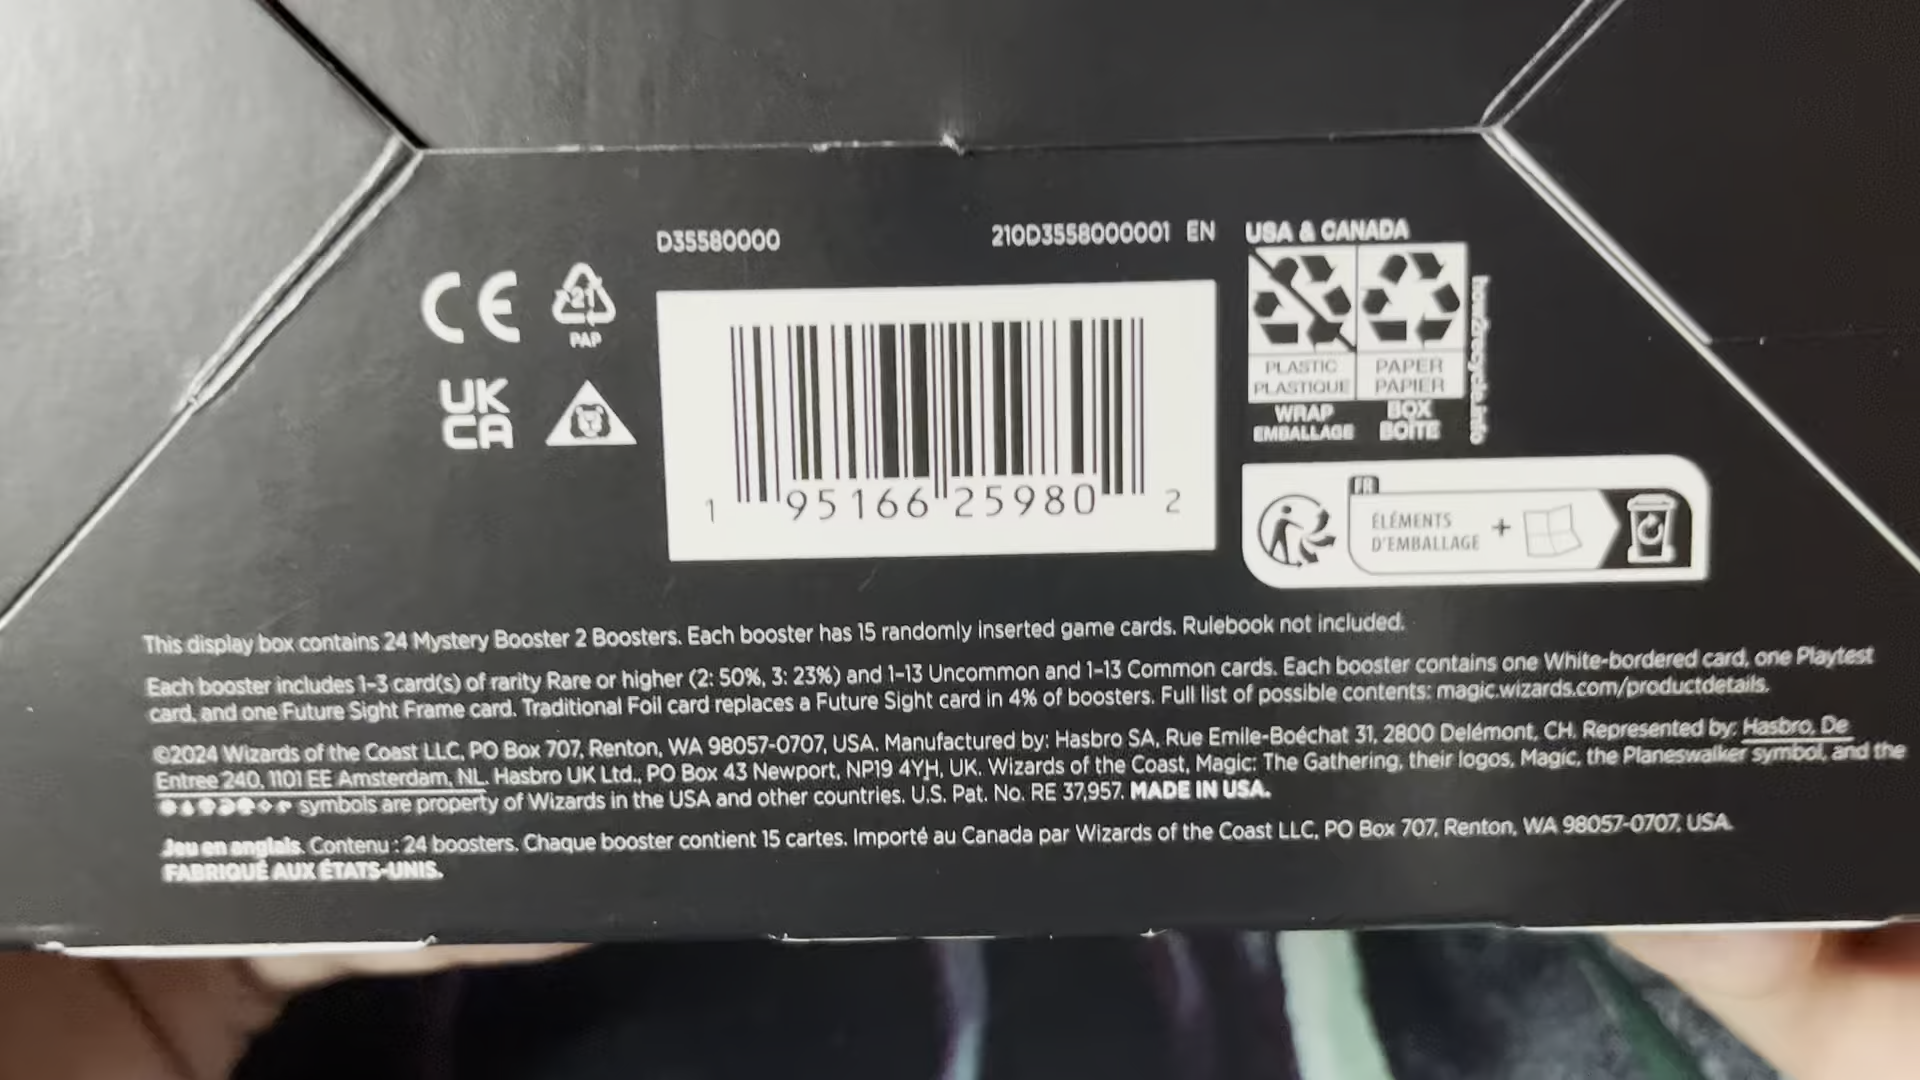 D35580000
210D3558000001 EN
USA & CANADA
CE
21
PAP
UK
CA
PLASTIC
PLASTIQUE
WRAP
EMBALLAGE
PAPER
PAPIER
BOX
BOÎTE
how2recycle.info
1 95166 25980 2
FR
ÉLÉMENTS
D'EMBALLAGE
+
This display box contains 24 Mystery Booster 2 Boosters. Each booster has 15 randomly inserted game cards. Rulebook not included.
Each booster includes 1-3 card(s) of rarity Rare or higher (2: 50%, 3: 23%) and 1-13 Uncommon and 1-13 Common cards. Each booster contains one White-bordered card, one Playtest
card, and one Future Sight Frame card. Traditional Foil card replaces a Future Sight card in 4% of boosters. Full list of possible contents: magic.wizards.com/productdetails.
©2024 Wizards of the Coast LLC, PO Box 707, Renton, WA 98057-0707, USA. Manufactured by: Hasbro SA, Rue Emile-Boéchat 31, 2800 Delémont, CH. Represented by: Hasbro, De
Entree 240, 1101 EE Amsterdam, NL. Hasbro UK Ltd., PO Box 43 Newport, NP19 4YH, UK. Wizards of the Coast, Magic: The Gathering, their logos, Magic, the Planeswalker symbol, and the
symbols are property of Wizards in the USA and other countries. U.S. Pat. No. RE 37,957. MADE IN USA.
Jeu en anglais. Contenu : 24 boosters. Chaque booster contient 15 cartes. Importé au Canada par Wizards of the Coast LLC, PO Box 707, Renton, WA 98057-0707, USA.
FABRIQUÉ AUX ÉTATS-UNIS.